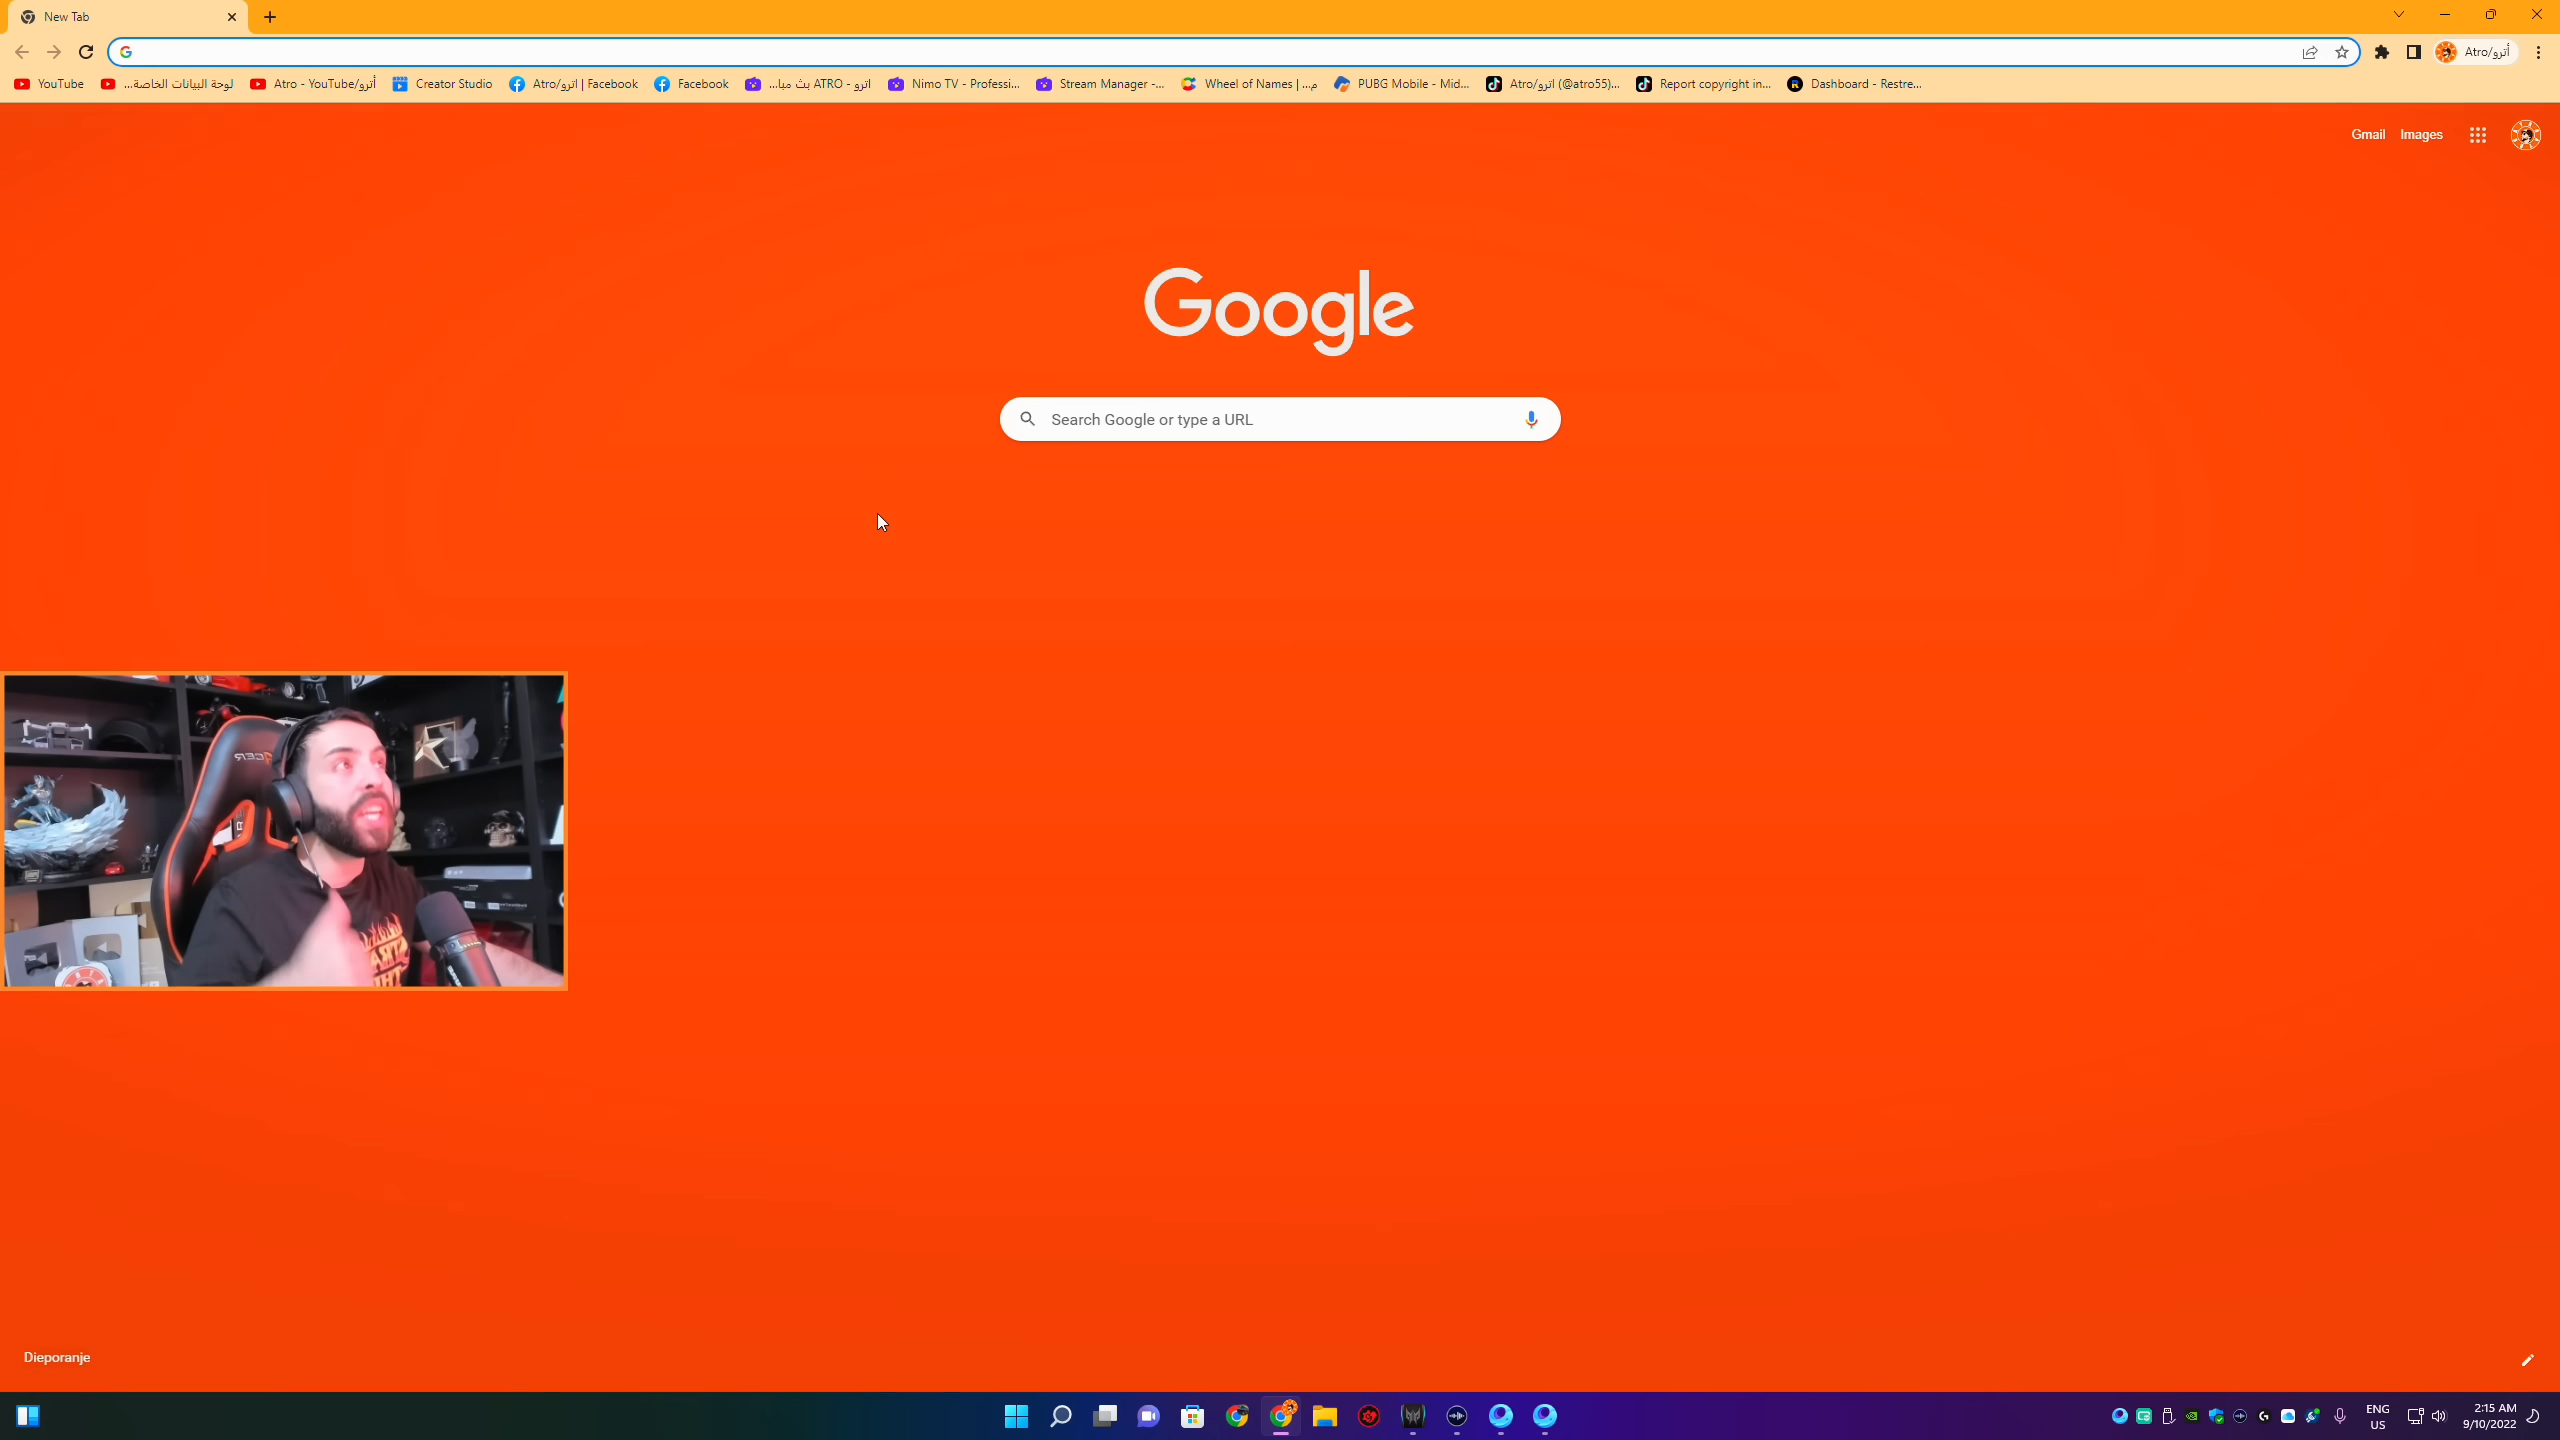 New Tab
Atro/أترو
YouTube
لوحة البيانات الخاصة...
Atro - YouTube/أترو
Creator Studio
Atro/اترو | Facebook
Facebook
اترو - ATRO بث مبا...
Nimo TV - Professi...
Stream Manager -...
Wheel of Names | م...
PUBG Mobile - Mid...
Atro/اترو (@atro55)...
Report copyright in...
Dashboard - Restre...
Gmail Images
Google
Search Google or type a URL
Dieporanje
ENG
US
2:15 AM
9/10/2022